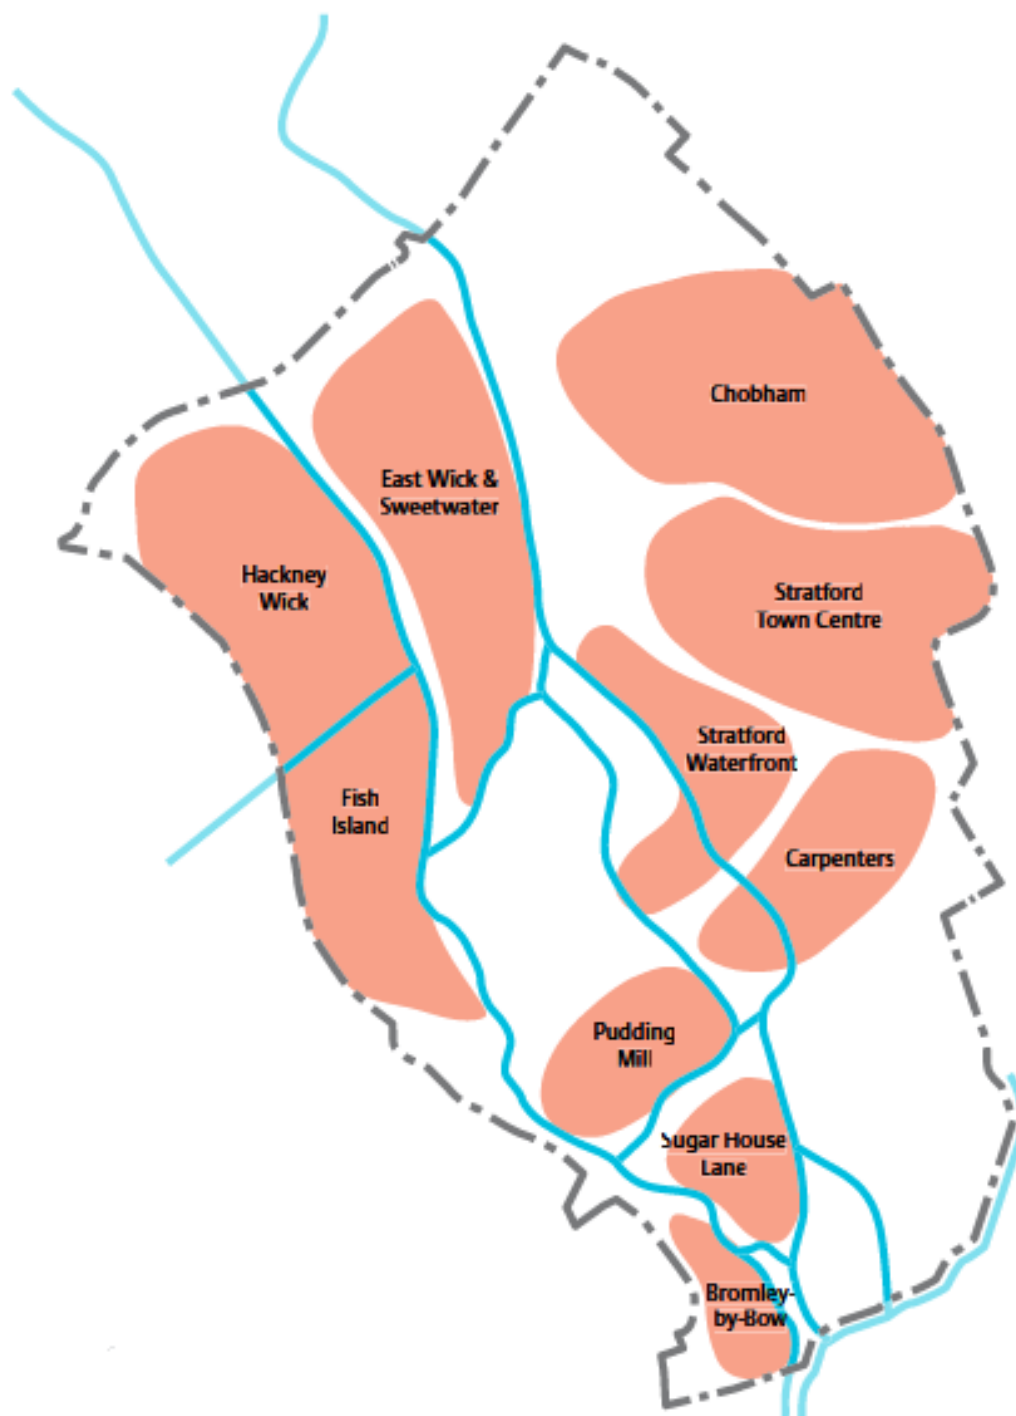 Chobham
East Wick &
Sweetwater
Hackney
Wick
Stratford
Town Centre
Stratford
Waterfront
Fish
Island
Carpenters
Pudding
Mill
Sugar House
Lane
Bromley-
by-Bow